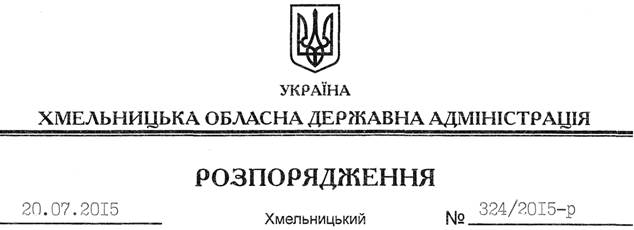 УКРАЇНА
ХМЕЛЬНИЦЬКА ОБЛАСНА ДЕРЖАВНА АДМІНІСТРАЦІЯ
РОЗПОРЯДЖЕННЯ
20.07.2015 Хмельницький № 324/2015-р